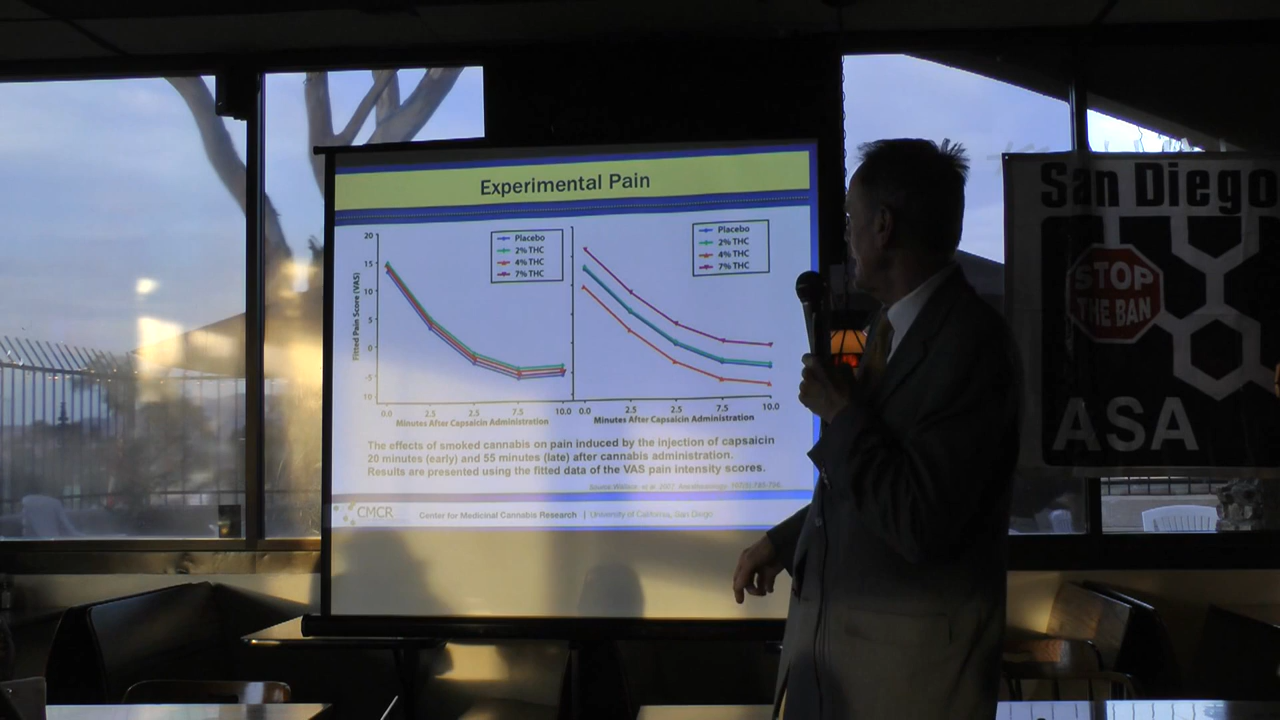 Experimental Pain
Fitted Pain Score (VAS)
20
15
10
5
0
-5
10
Placebo
2% THC
4% THC
7% THC
0.0 2.5 2.5 7.5 10.0
Minutes After Capsaicin Administration
Placebo
2% THC
4% THC
7% THC
0.0 2.5 2.5 7.5 10.0
Minutes After Capsaicin Administration
The effects of smoked cannabis on pain induced by the injection of capsaicin
20 minutes (early) and 55 minutes (late) after cannabis administration.
Results are presented using the fitted data of the VAS pain intensity scores.
Source: Wallace, et al. 2007,
CMCR Center for Medicinal Cannabis Research | University of California, San Diego
San Diego
STOP
THE BAN
ASA